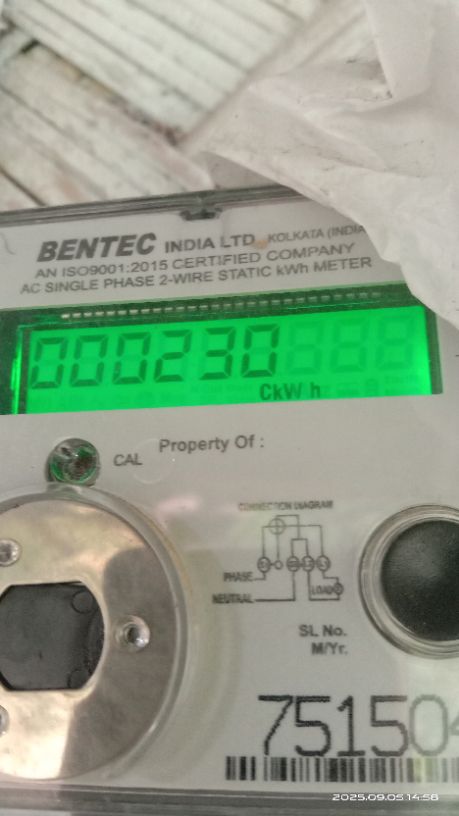 BENTEC INDIA LTD KOLKATA (INDIA
AN ISO9001:2015 CERTIFIED COMPANY
AC SINGLE PHASE 2-WIRE STATIC kWh METER
000230
CkW h
CAL Property Of :
CONNECTION DIAGRAM
PHASE
LOAD
NEUTRAL
SL No.
M/Yr.
75150
2025.09.05 14:58